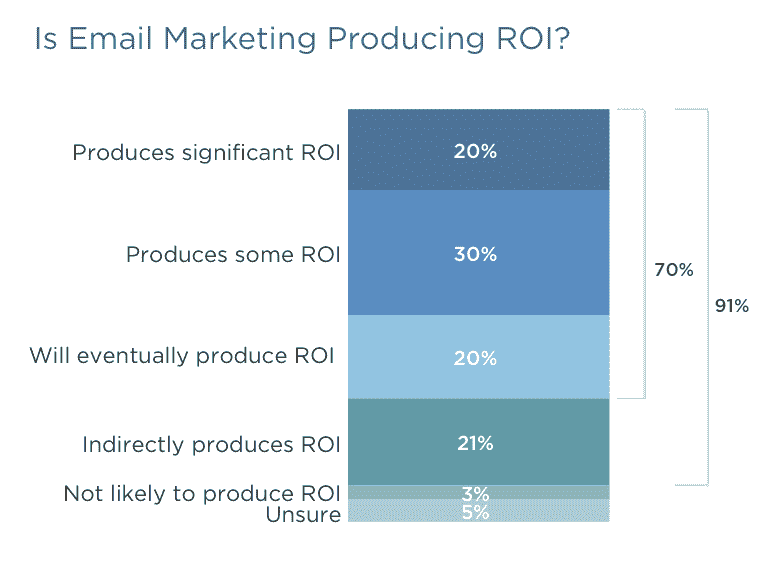 Is Email Marketing Producing ROI?
Produces significant ROI 20%
Produces some ROI 30%
70%
91%
Will eventually produce ROI 20%
Indirectly produces ROI 21%
Not likely to produce ROI 3%
Unsure 5%